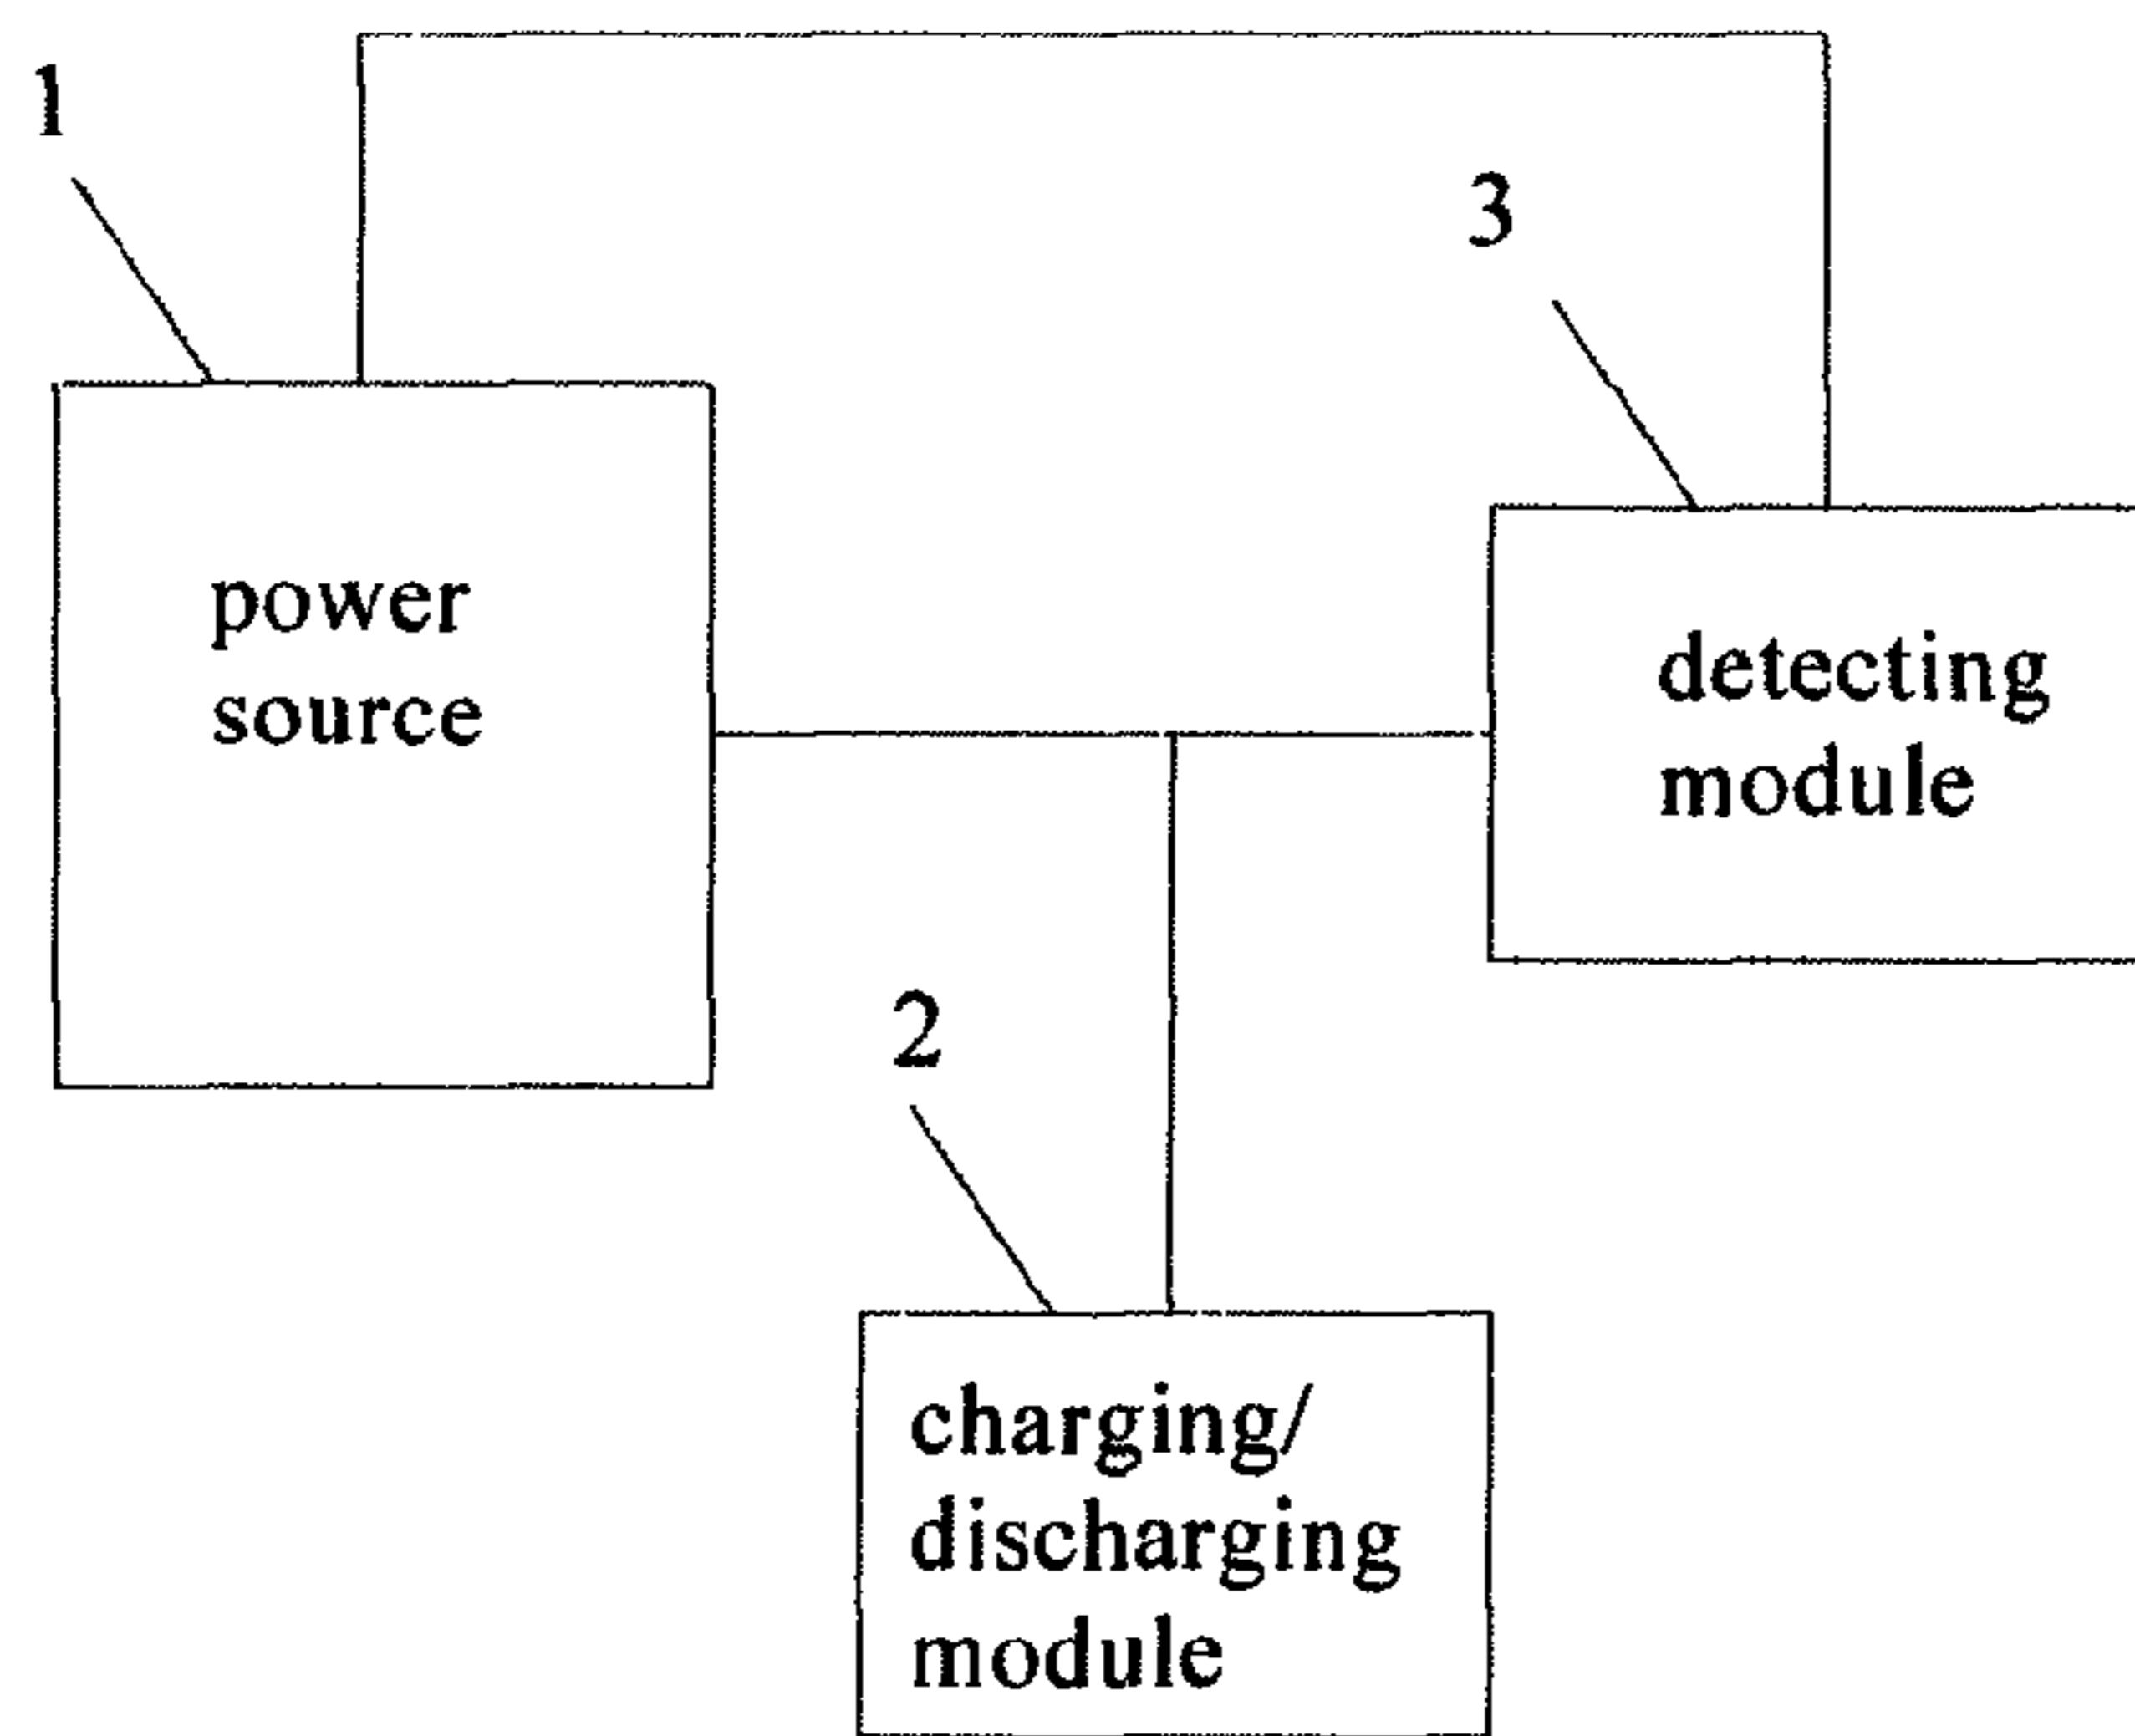 1
3
power
source
detecting
module
2
charging/
discharging
module